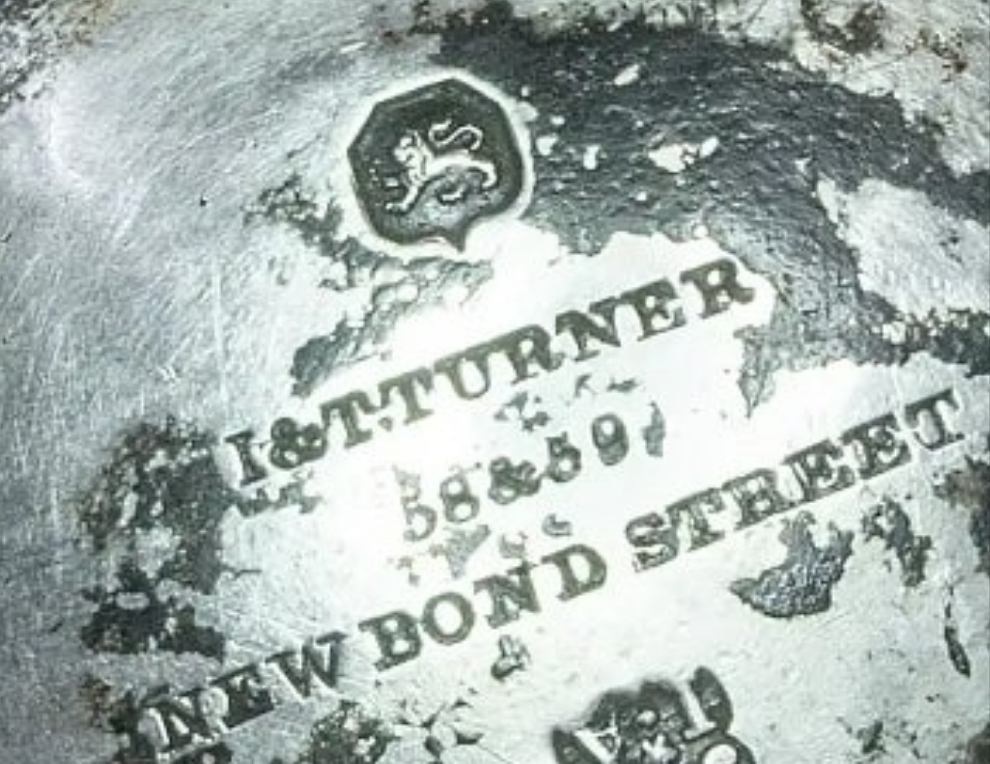 I&T.TURNER
58&59,
NEW BOND STREET